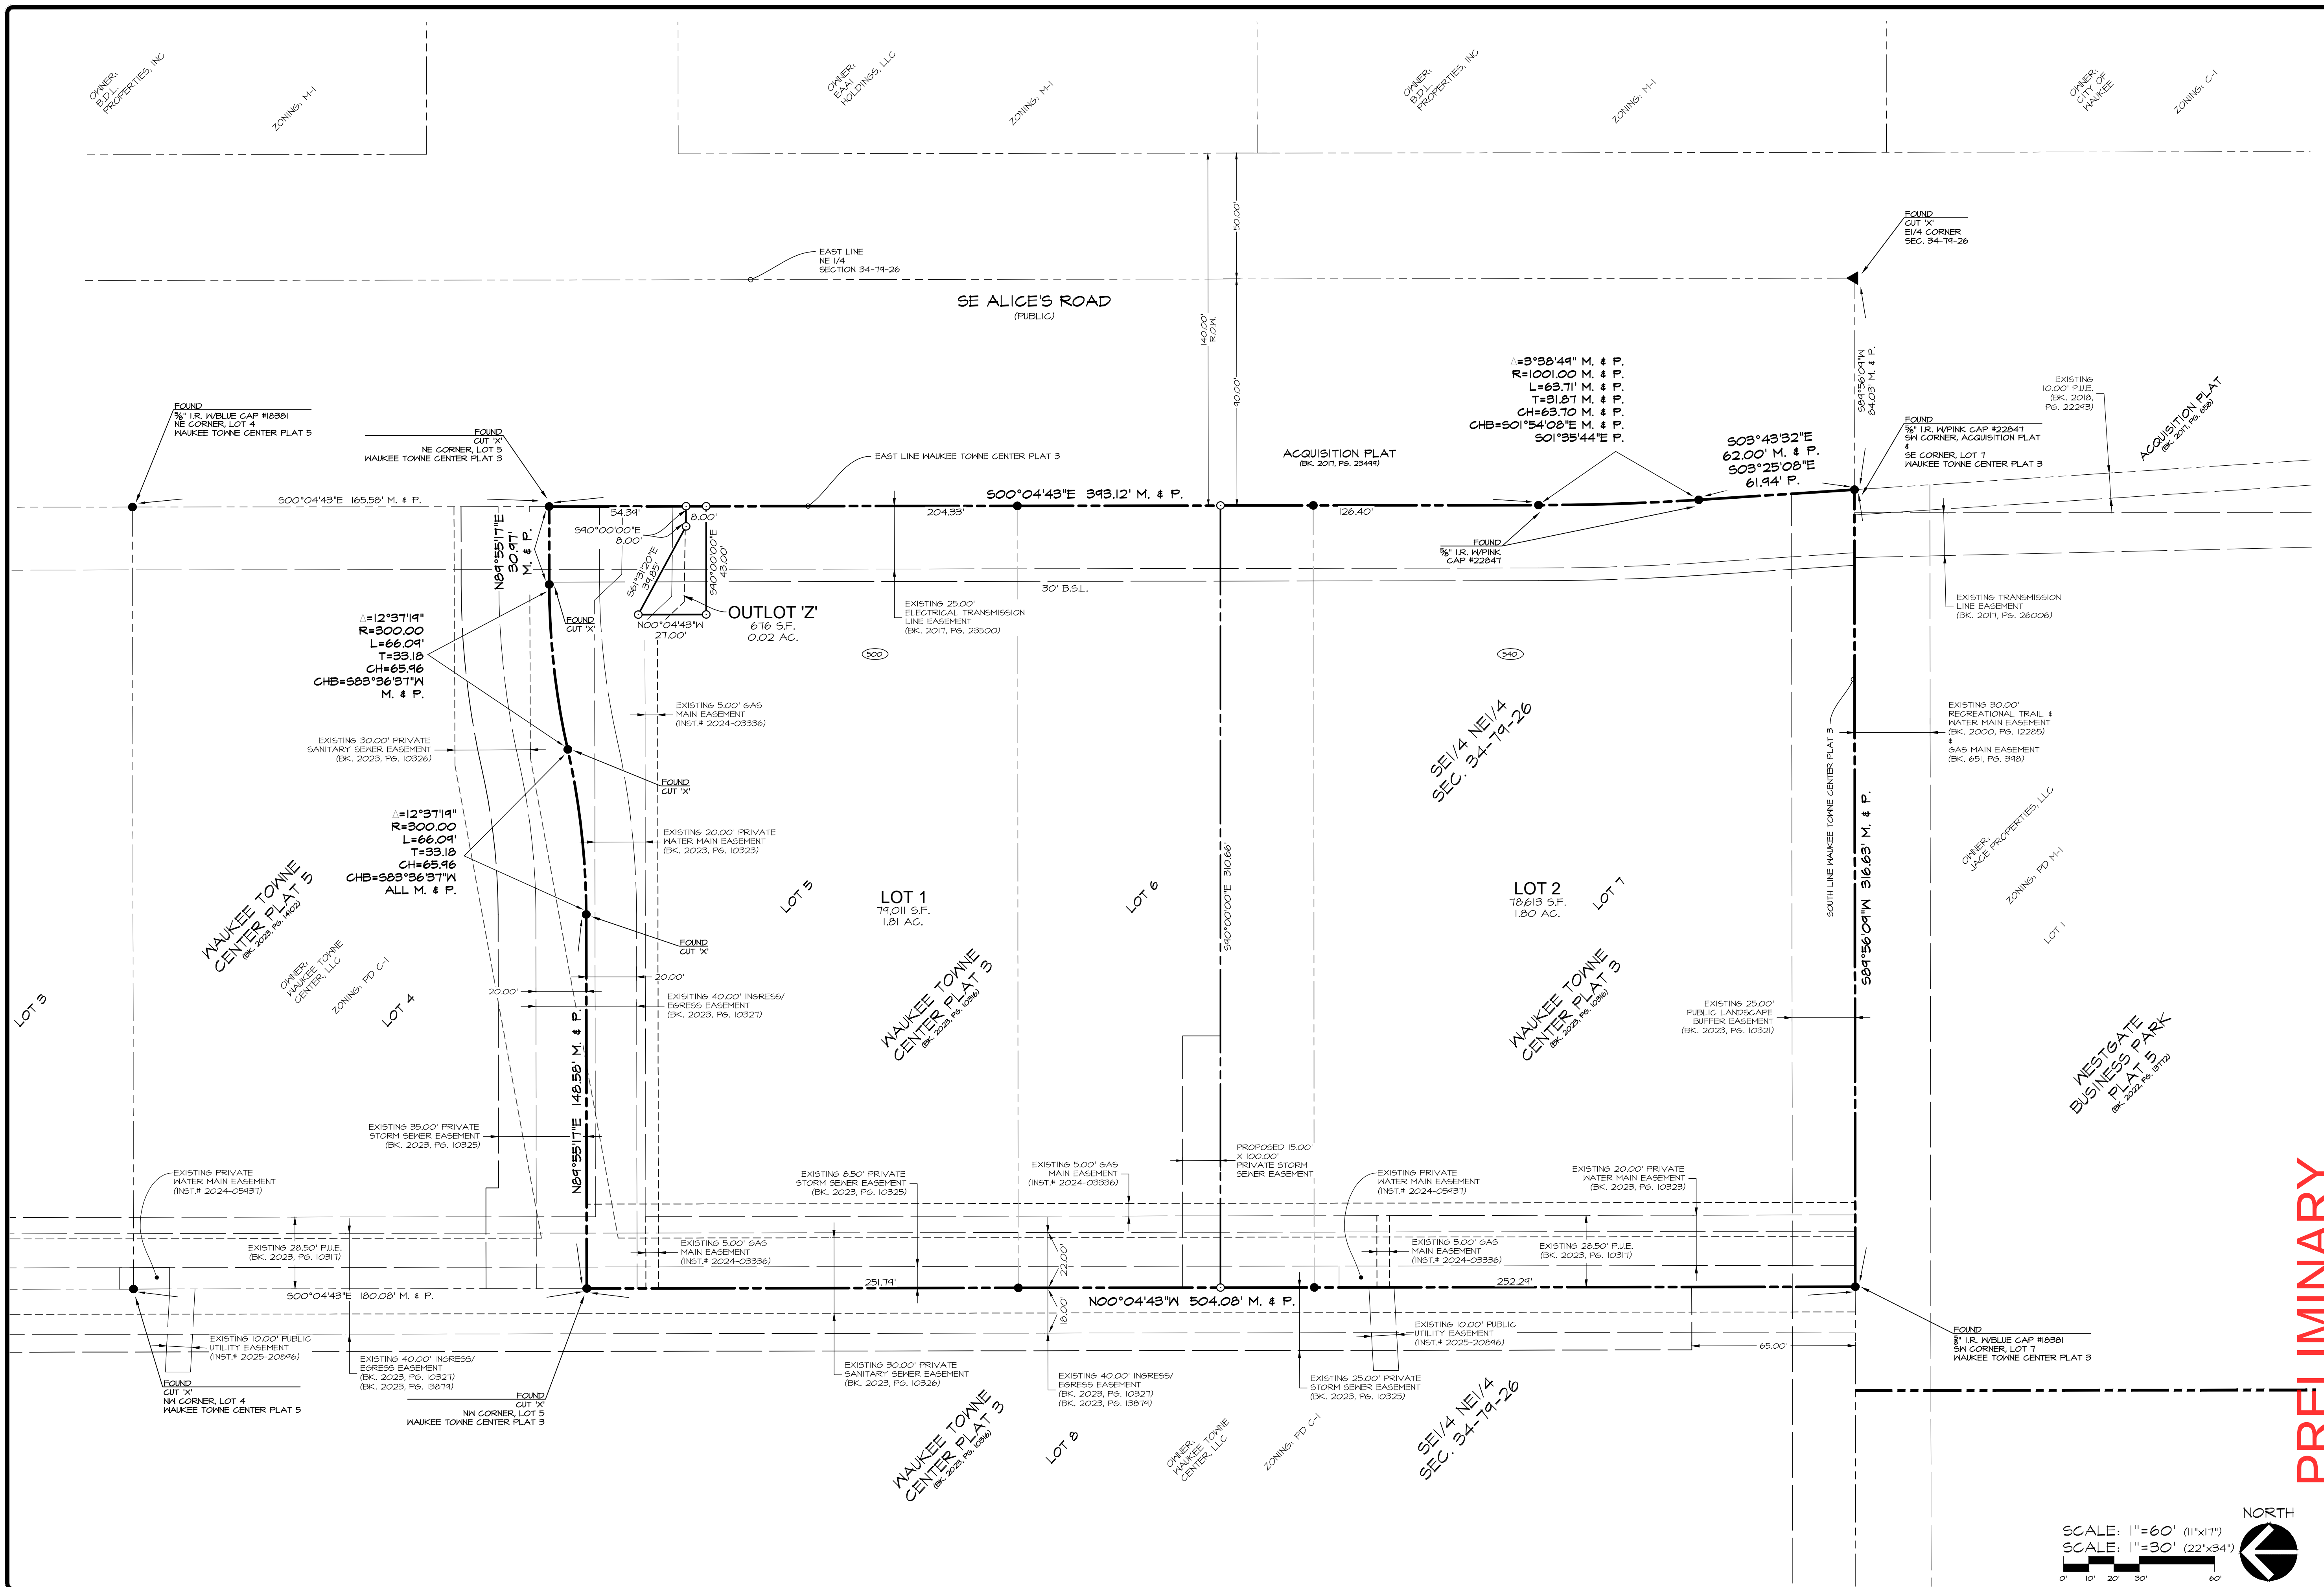 OWNER:
B.D.L.
PROPERTIES, INC
ZONING: M-1
OWNER:
EAAI
HOLDINGS, LLC
ZONING: M-1
OWNER:
B.D.L.
PROPERTIES, INC
ZONING: M-1
OWNER:
CITY OF
WAUKEE
ZONING: C-1
FOUND
CUT 'X'
E1/4 CORNER
SEC. 34-79-26
EAST LINE
NE 1/4
SECTION 34-79-26
SE ALICE'S ROAD
(PUBLIC)
50.00'
140.00'
R.O.W.
90.00'
S89°56'09"W
84.03' M. & P.
Δ=3°38'49" M. & P.
R=1001.00 M. & P.
L=63.71' M. & P.
T=31.87 M. & P.
CH=63.70 M. & P.
CHB=S01°54'08"E M. & P.
S01°35'44"E P.
EXISTING
10.00' P.U.E.
(BK. 2018,
PG. 22293)
ACQUISITION PLAT
(BK. 2017, PG. 658)
FOUND
⅝" I.R. W/BLUE CAP #18381
NE CORNER, LOT 4
WAUKEE TOWNE CENTER PLAT 5
FOUND
CUT 'X'
NE CORNER, LOT 5
WAUKEE TOWNE CENTER PLAT 3
EAST LINE WAUKEE TOWNE CENTER PLAT 3
ACQUISITION PLAT
(BK. 2017, PG. 23499)
S03°43'32"E
62.00' M. & P.
S03°25'08"E
61.94' P.
FOUND
⅝" I.R. W/PINK CAP #22847
SW CORNER, ACQUISITION PLAT
&
SE CORNER, LOT 7
WAUKEE TOWNE CENTER PLAT 3
S00°04'43"E 165.58' M. & P.
S00°04'43"E 393.12' M. & P.
54.39'
8.00'
204.33'
126.40'
S90°00'00"E
8.00'
N89°55'17"E
30.97'
M. & P.
S61°31'20"E
39.85'
S90°00'00"E
43.00'
FOUND
⅝" I.R. W/PINK
CAP #22847
30' B.S.L.
FOUND
CUT 'X'
N00°04'43"W
27.00'
OUTLOT 'Z'
676 S.F.
0.02 AC.
EXISTING 25.00'
ELECTRICAL TRANSMISSION
LINE EASEMENT
(BK. 2017, PG. 23500)
EXISTING TRANSMISSION
LINE EASEMENT
(BK. 2017, PG. 26006)
Δ=12°37'19"
R=300.00
L=66.09'
T=33.18
CH=65.96
CHB=S83°36'37"W
M. & P.
500
540
EXISTING 5.00' GAS
MAIN EASEMENT
(INST.# 2024-03336)
SE1/4 NE1/4
SEC. 34-79-26
EXISTING 30.00' PRIVATE
SANITARY SEWER EASEMENT
(BK. 2023, PG. 10326)
SOUTH LINE WAUKEE TOWNE CENTER PLAT 3
EXISTING 30.00'
RECREATIONAL TRAIL &
WATER MAIN EASEMENT
(BK. 2000, PG. 12285)
&
GAS MAIN EASEMENT
(BK. 651, PG. 398)
FOUND
CUT 'X'
Δ=12°37'19"
R=300.00
L=66.09'
T=33.18
CH=65.96
CHB=S83°36'37"W
ALL M. & P.
EXISTING 20.00' PRIVATE
WATER MAIN EASEMENT
(BK. 2023, PG. 10323)
S90°00'00"E 310.66'
S89°56'09"W 316.63' M. & P.
OWNER:
JACE PROPERTIES, LLC
ZONING: PD M-1
LOT 1
WAUKEE TOWNE
CENTER PLAT 5
(BK. 2023, PG. 14102)
OWNER:
WAUKEE TOWNE
CENTER, LLC
ZONING: PD C-1
LOT 3
LOT 4
LOT 5
LOT 1
79,011 S.F.
1.81 AC.
LOT 6
LOT 2
78,613 S.F.
1.80 AC.
LOT 7
FOUND
CUT 'X'
20.00'
20.00'
EXISITING 40.00' INGRESS/
EGRESS EASEMENT
(BK. 2023, PG. 10327)
WAUKEE TOWNE
CENTER PLAT 3
(BK. 2023, PG. 10316)
WAUKEE TOWNE
CENTER PLAT 3
(BK. 2023, PG. 10316)
EXISTING 25.00'
PUBLIC LANDSCAPE
BUFFER EASEMENT
(BK. 2023, PG. 10321)
WESTGATE
BUSINESS PARK
PLAT 5
(BK. 2022, PG. 13772)
N89°55'17"E 148.58' M. & P.
EXISTING 35.00' PRIVATE
STORM SEWER EASEMENT
(BK. 2023, PG. 10325)
EXISTING PRIVATE
WATER MAIN EASEMENT
(INST.# 2024-05937)
EXISTING 8.50' PRIVATE
STORM SEWER EASEMENT
(BK. 2023, PG. 10325)
EXISTING 5.00' GAS
MAIN EASEMENT
(INST.# 2024-03336)
PROPOSED 15.00'
X 100.00'
PRIVATE STORM
SEWER EASEMENT
EXISTING PRIVATE
WATER MAIN EASEMENT
(INST.# 2024-05937)
EXISTING 20.00' PRIVATE
WATER MAIN EASEMENT
(BK. 2023, PG. 10323)
EXISTING 28.50' P.U.E.
(BK. 2023, PG. 10317)
EXISTING 5.00' GAS
MAIN EASEMENT
(INST.# 2024-03336)
22.00'
EXISTING 5.00' GAS
MAIN EASEMENT
(INST.# 2024-03336)
EXISTING 28.50' P.U.E.
(BK. 2023, PG. 10317)
S00°04'43"E 180.08' M. & P.
251.79'
252.29'
N00°04'43"W 504.08' M. & P.
18.00'
EXISTING 10.00' PUBLIC
UTILITY EASEMENT
(INST.# 2025-20896)
EXISTING 40.00' INGRESS/
EGRESS EASEMENT
(BK. 2023, PG. 10327)
(BK. 2023, PG. 13879)
EXISTING 30.00' PRIVATE
SANITARY SEWER EASEMENT
(BK. 2023, PG. 10326)
EXISTING 40.00' INGRESS/
EGRESS EASEMENT
(BK. 2023, PG. 10327)
(BK. 2023, PG. 13879)
EXISTING 10.00' PUBLIC
UTILITY EASEMENT
(INST.# 2025-20896)
EXISTING 25.00' PRIVATE
STORM SEWER EASEMENT
(BK. 2023, PG. 10325)
65.00'
FOUND
⅝" I.R. W/BLUE CAP #18381
SW CORNER, LOT 7
WAUKEE TOWNE CENTER PLAT 3
FOUND
CUT 'X'
NW CORNER, LOT 4
WAUKEE TOWNE CENTER PLAT 5
FOUND
CUT 'X'
NW CORNER, LOT 5
WAUKEE TOWNE CENTER PLAT 3
WAUKEE TOWNE
CENTER PLAT 3
(BK. 2023, PG. 10316)
LOT 8
OWNER:
WAUKEE TOWNE
CENTER, LLC
ZONING: PD C-1
SE1/4 NE1/4
SEC. 34-79-26
PRELIMINARY
NORTH
SCALE: 1"=60' (11"x17")
SCALE: 1"=30' (22"x34")
0' 10' 20' 30' 60'